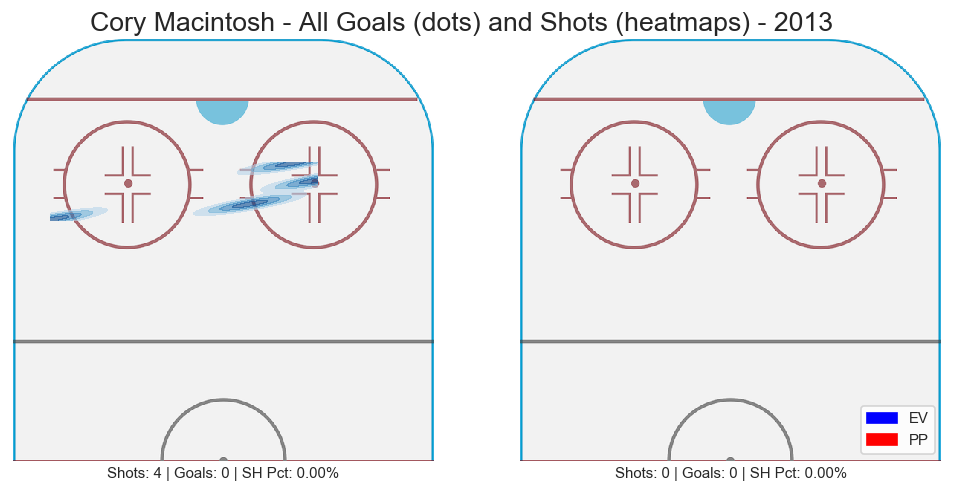 Cory Macintosh - All Goals (dots) and Shots (heatmaps) - 2013
EV
PP
Shots: 4 | Goals: 0 | SH Pct: 0.00%
Shots: 0 | Goals: 0 | SH Pct: 0.00%